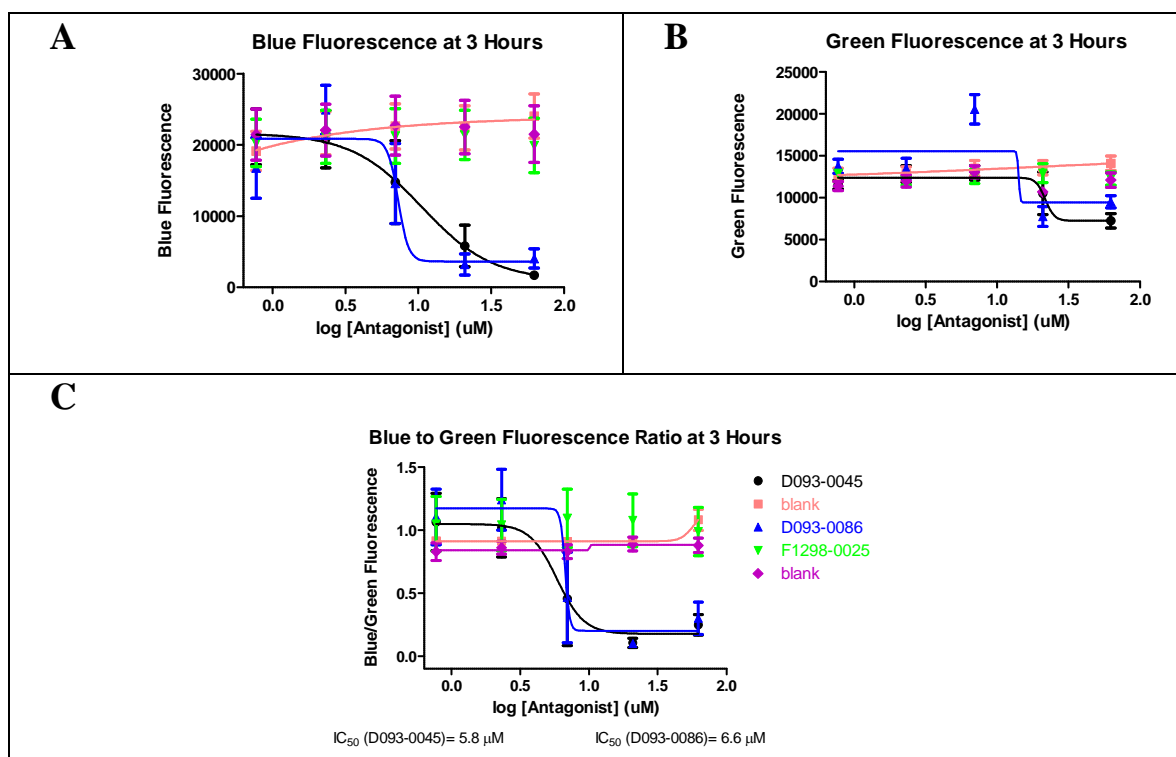 A
Blue Fluorescence at 3 Hours
30000
20000
10000
0
Blue Fluorescence
0.0
0.5
1.0
1.5
2.0
log [Antagonist] (uM)
B
Green Fluorescence at 3 Hours
25000
20000
15000
10000
5000
0
Green Fluorescence
0.0
0.5
1.0
1.5
2.0
log [Antagonist] (uM)
C
Blue to Green Fluorescence Ratio at 3 Hours
1.5
1.0
0.5
0.0
Blue/Green Fluorescence
0.0
0.5
1.0
1.5
2.0
log [Antagonist] (uM)
D093-0045
blank
D093-0086
F1298-0025
blank
IC50 (D093-0045)= 5.8 μM
IC50 (D093-0086)= 6.6 μM